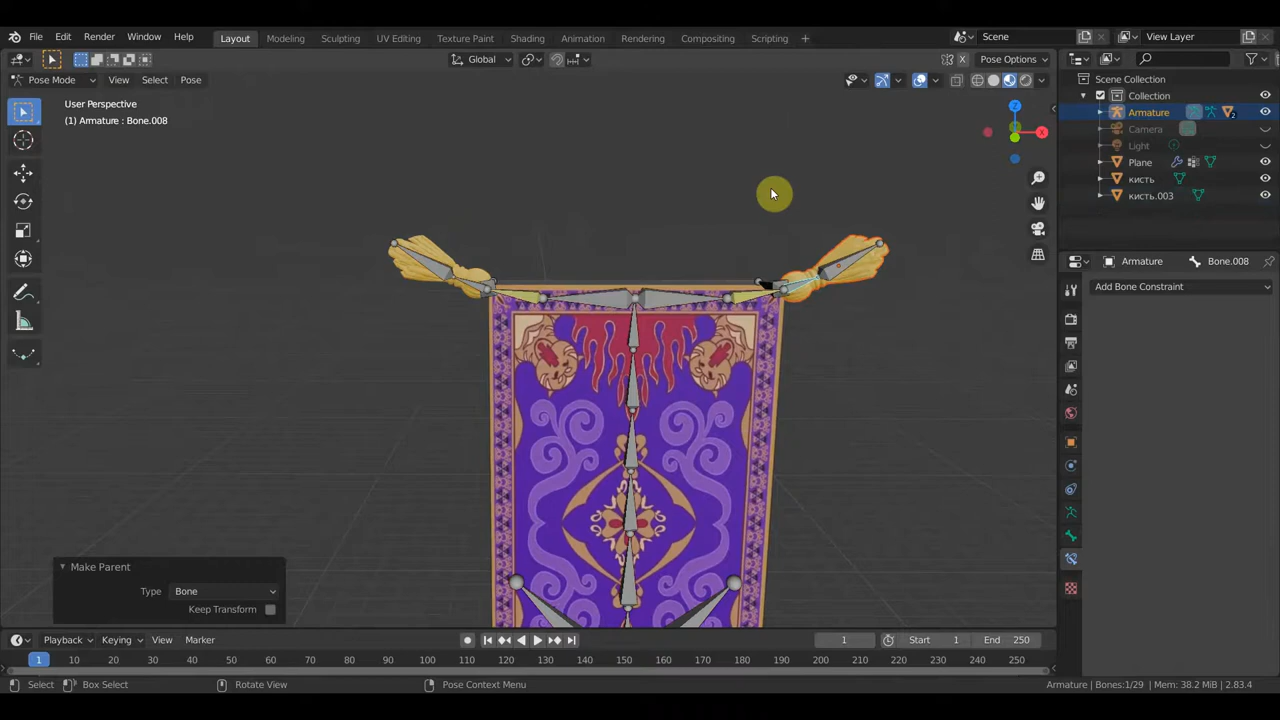 File Edit Render Window Help Layout Modeling Sculpting UV Editing Texture Paint Shading Animation Rendering Compositing Scripting Scene View Layer
Global Pose Options
Pose Mode View Select Pose
User Perspective
(1) Armature : Bone.008
Scene Collection
Collection
Armature
Camera
Light
Plane
кисть
кисть.003
Armature Bone.008
Add Bone Constraint
X
Make Parent
Type Bone
Keep Transform
Playback Keying View Marker 1 Start 1 End 250
1 10 20 30 40 50 60 70 80 90 100 110 120 130 140 150 160 170 180 190 200 210 220 230 240 250
Select Box Select Rotate View Pose Context Menu Armature | Bones:1/29 | Mem: 38.2 MiB | 2.83.4